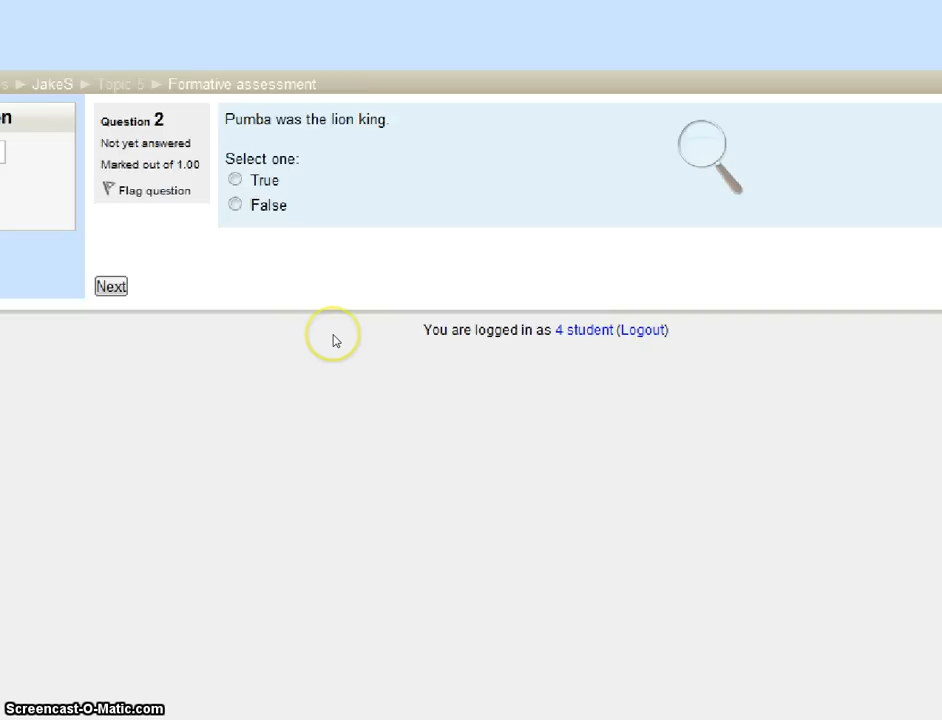 s ► JakeS ► Topic 5 ► Formative assessment
n
Question 2
Not yet answered
Marked out of 1.00
Flag question
Pumba was the lion king.
Select one:
True
False
Next
You are logged in as 4 student (Logout)
Screencast-O-Matic.com